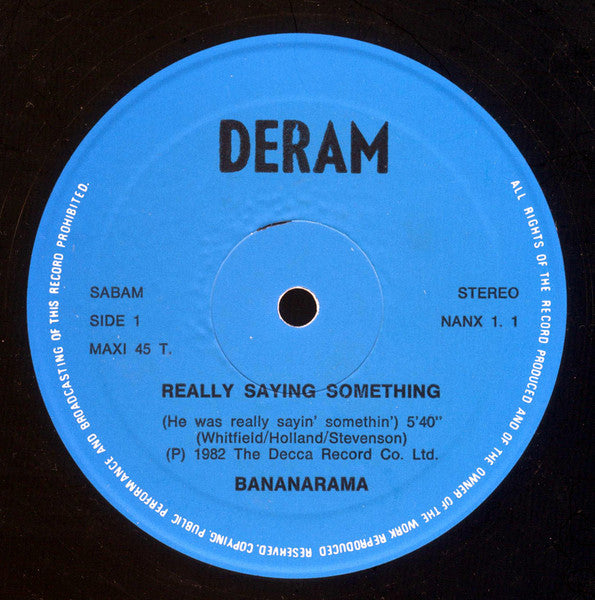 DERAM
SABAM
SIDE 1
MAXI 45 T.
STEREO
NANX 1. 1
REALLY SAYING SOMETHING
(He was really sayin' somethin') 5'40"
(Whitfield/Holland/Stevenson)
(P) 1982 The Decca Record Co. Ltd.
BANANARAMA
ALL RIGHTS OF THE RECORD PRODUCED AND OF THE OWNER OF THE WORK REPRODUCED RESERVED. COPYING, PUBLIC PERFORMANCE AND BROADCASTING OF THIS RECORD PROHIBITED.